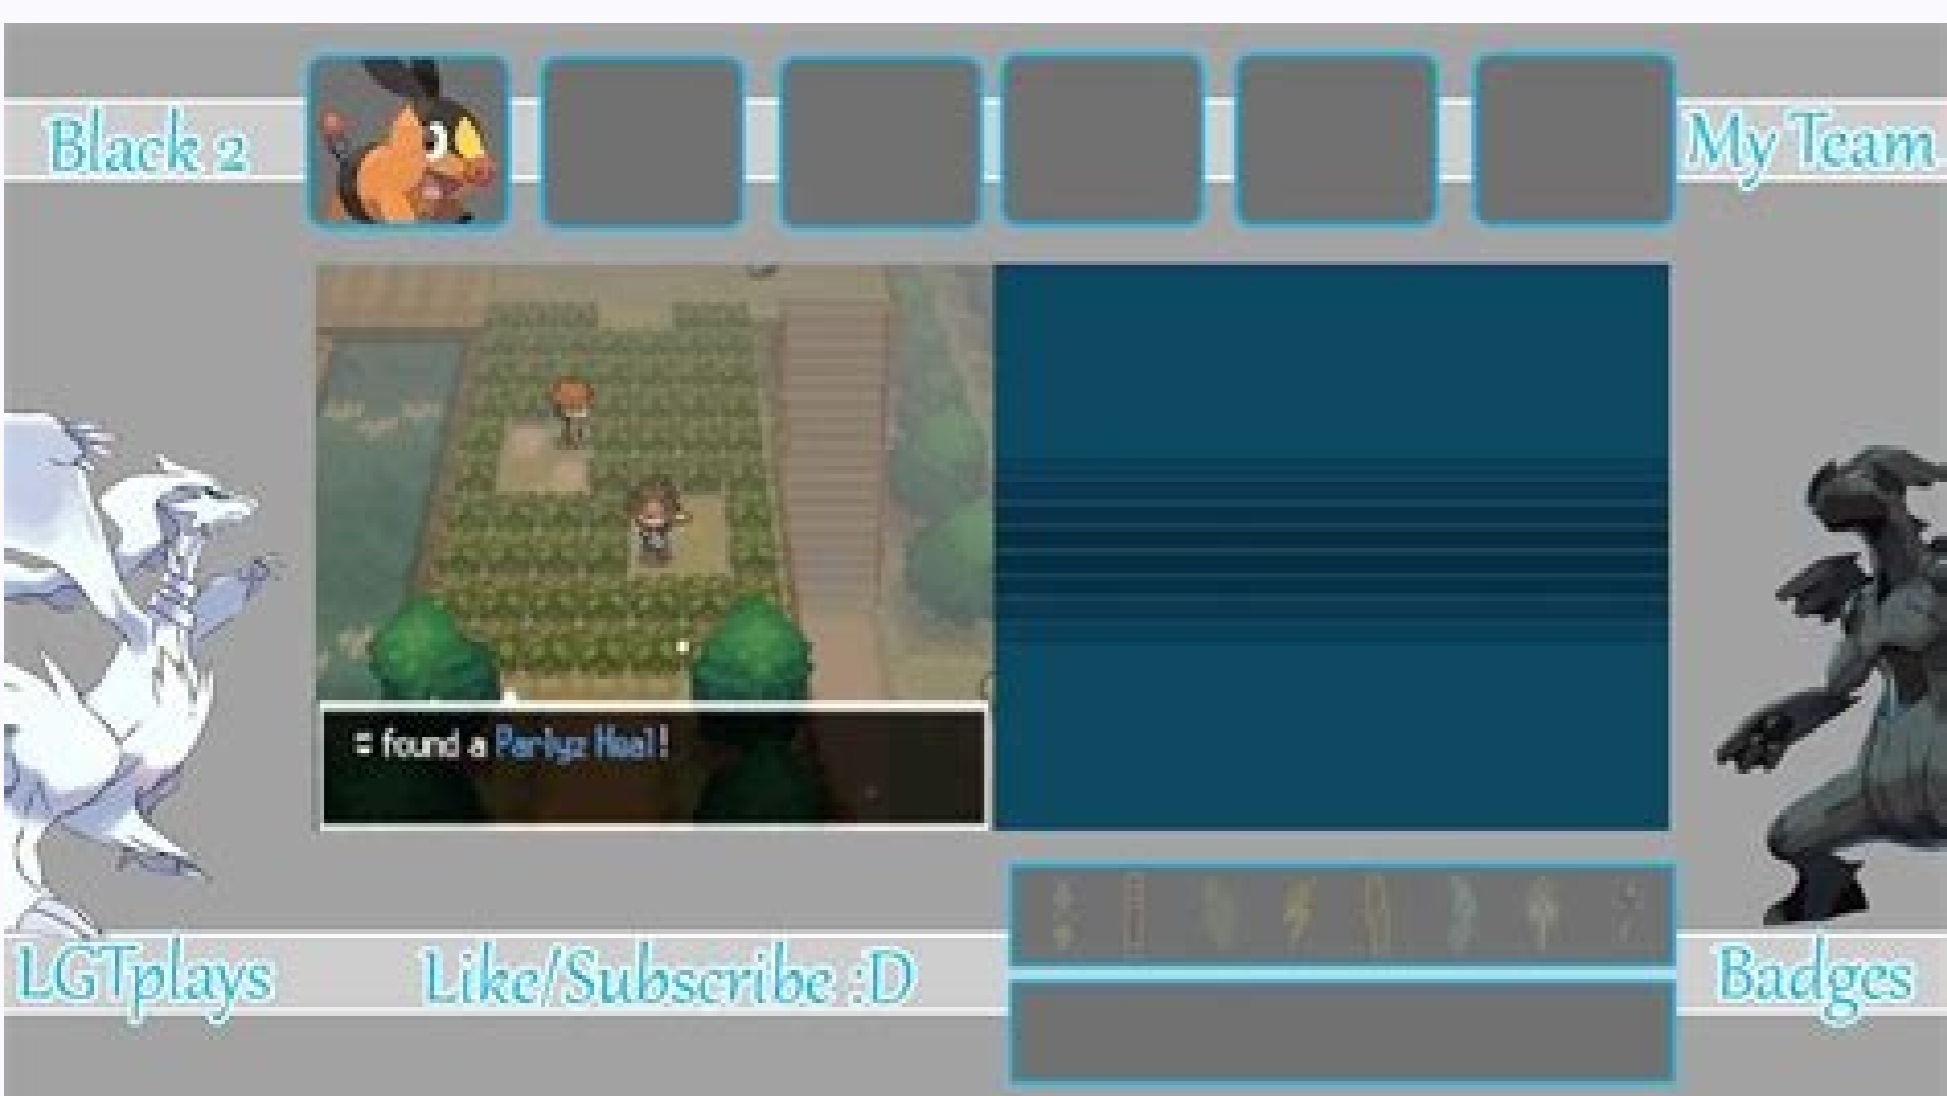 Black 2
My Team
found a Parlyz Heal!
LGTplays
Like/Subscribe :D
Badges